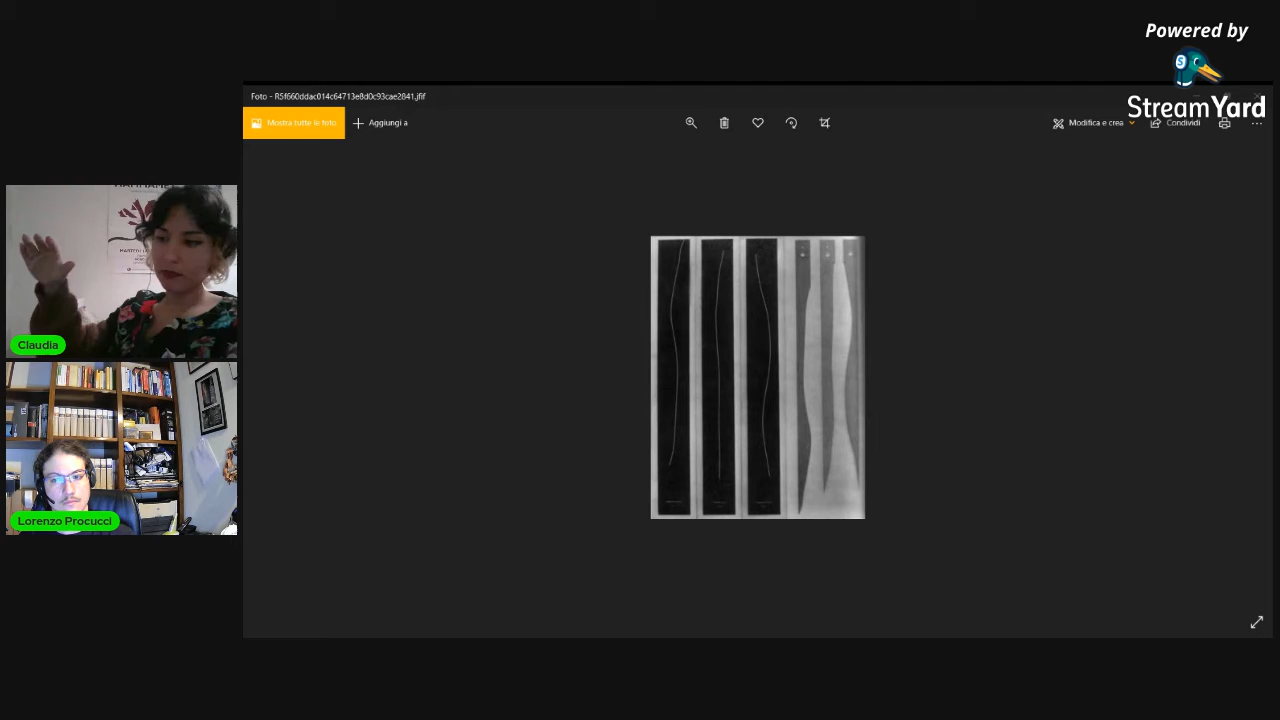 Powered by
StreamYard
Foto - R5f660ddac014c64713e8d0c93cae2841.jfif
Mostra tutte le foto
Aggiungi a
Modifica e crea
Condividi
Claudia
Lorenzo Procucci